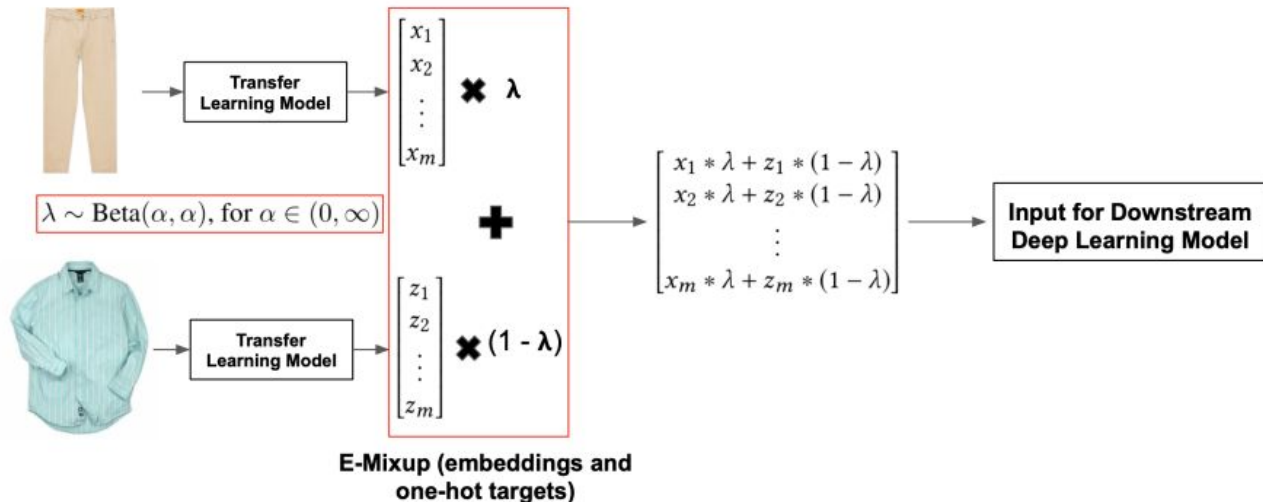 Transfer
Learning Model
[x₁
x₂
⋮
xₘ]
✖ λ
λ ∼ Beta(α, α), for α ∈ (0, ∞)
✚
Transfer
Learning Model
[z₁
z₂
⋮
zₘ]
✖ (1 - λ)
E-Mixup (embeddings and
one-hot targets)
[x₁ ∗ λ + z₁ ∗ (1 − λ)
x₂ ∗ λ + z₂ ∗ (1 − λ)
⋮
xₘ ∗ λ + zₘ ∗ (1 − λ)]
Input for Downstream
Deep Learning Model